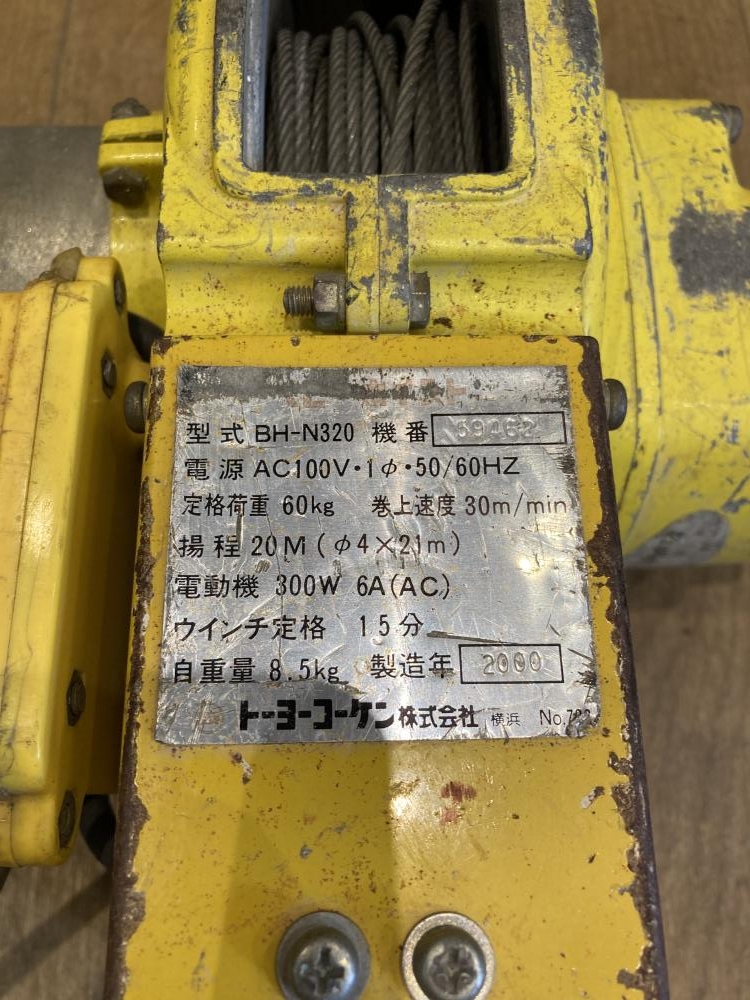 型式 BH-N320 機番
電源 AC100V・1φ・50/60HZ
定格荷重 60kg 巻上速度 30m/min
揚程 20M (φ4×21m)
電動機 300W 6A(AC)
ウインチ定格 15分
自重量 8.5kg 製造年 2000
トーヨーコーケン株式会社 横浜 No.